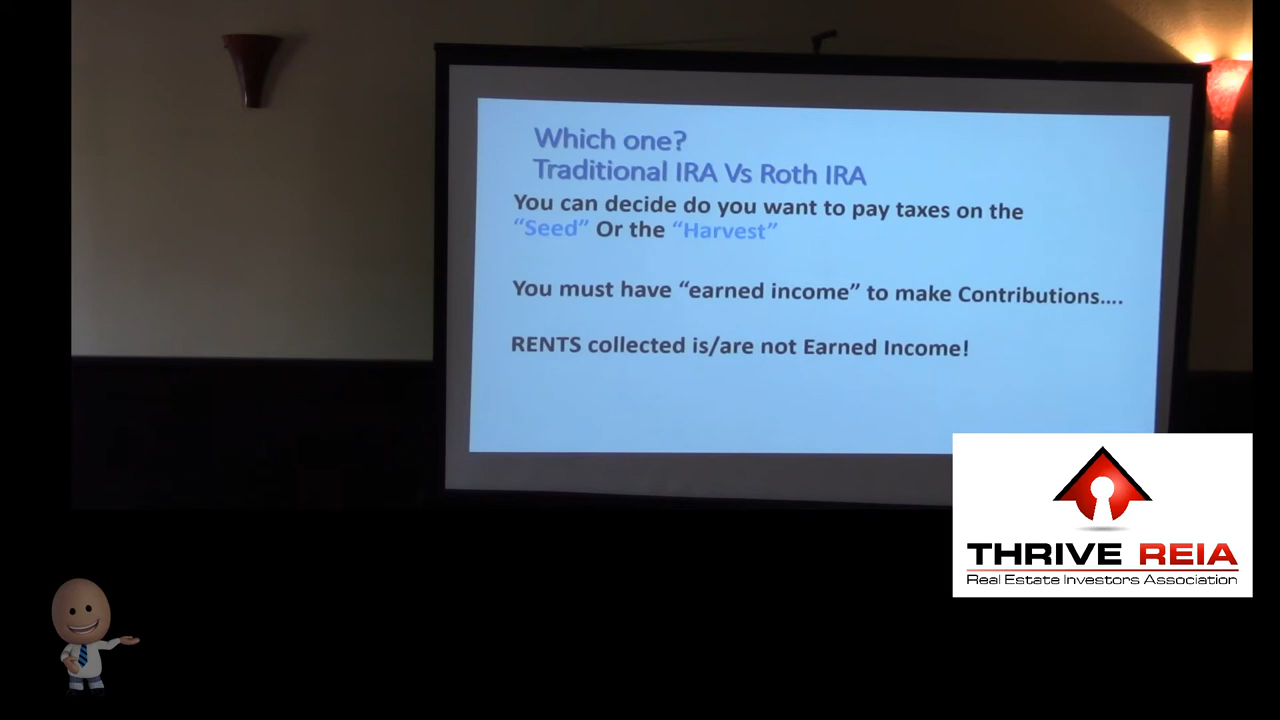 Which one?
Traditional IRA Vs Roth IRA
You can decide do you want to pay taxes on the
“Seed” Or the “Harvest”
You must have “earned income” to make Contributions....
RENTS collected is/are not Earned Income!
THRIVE REIA
Real Estate Investors Association